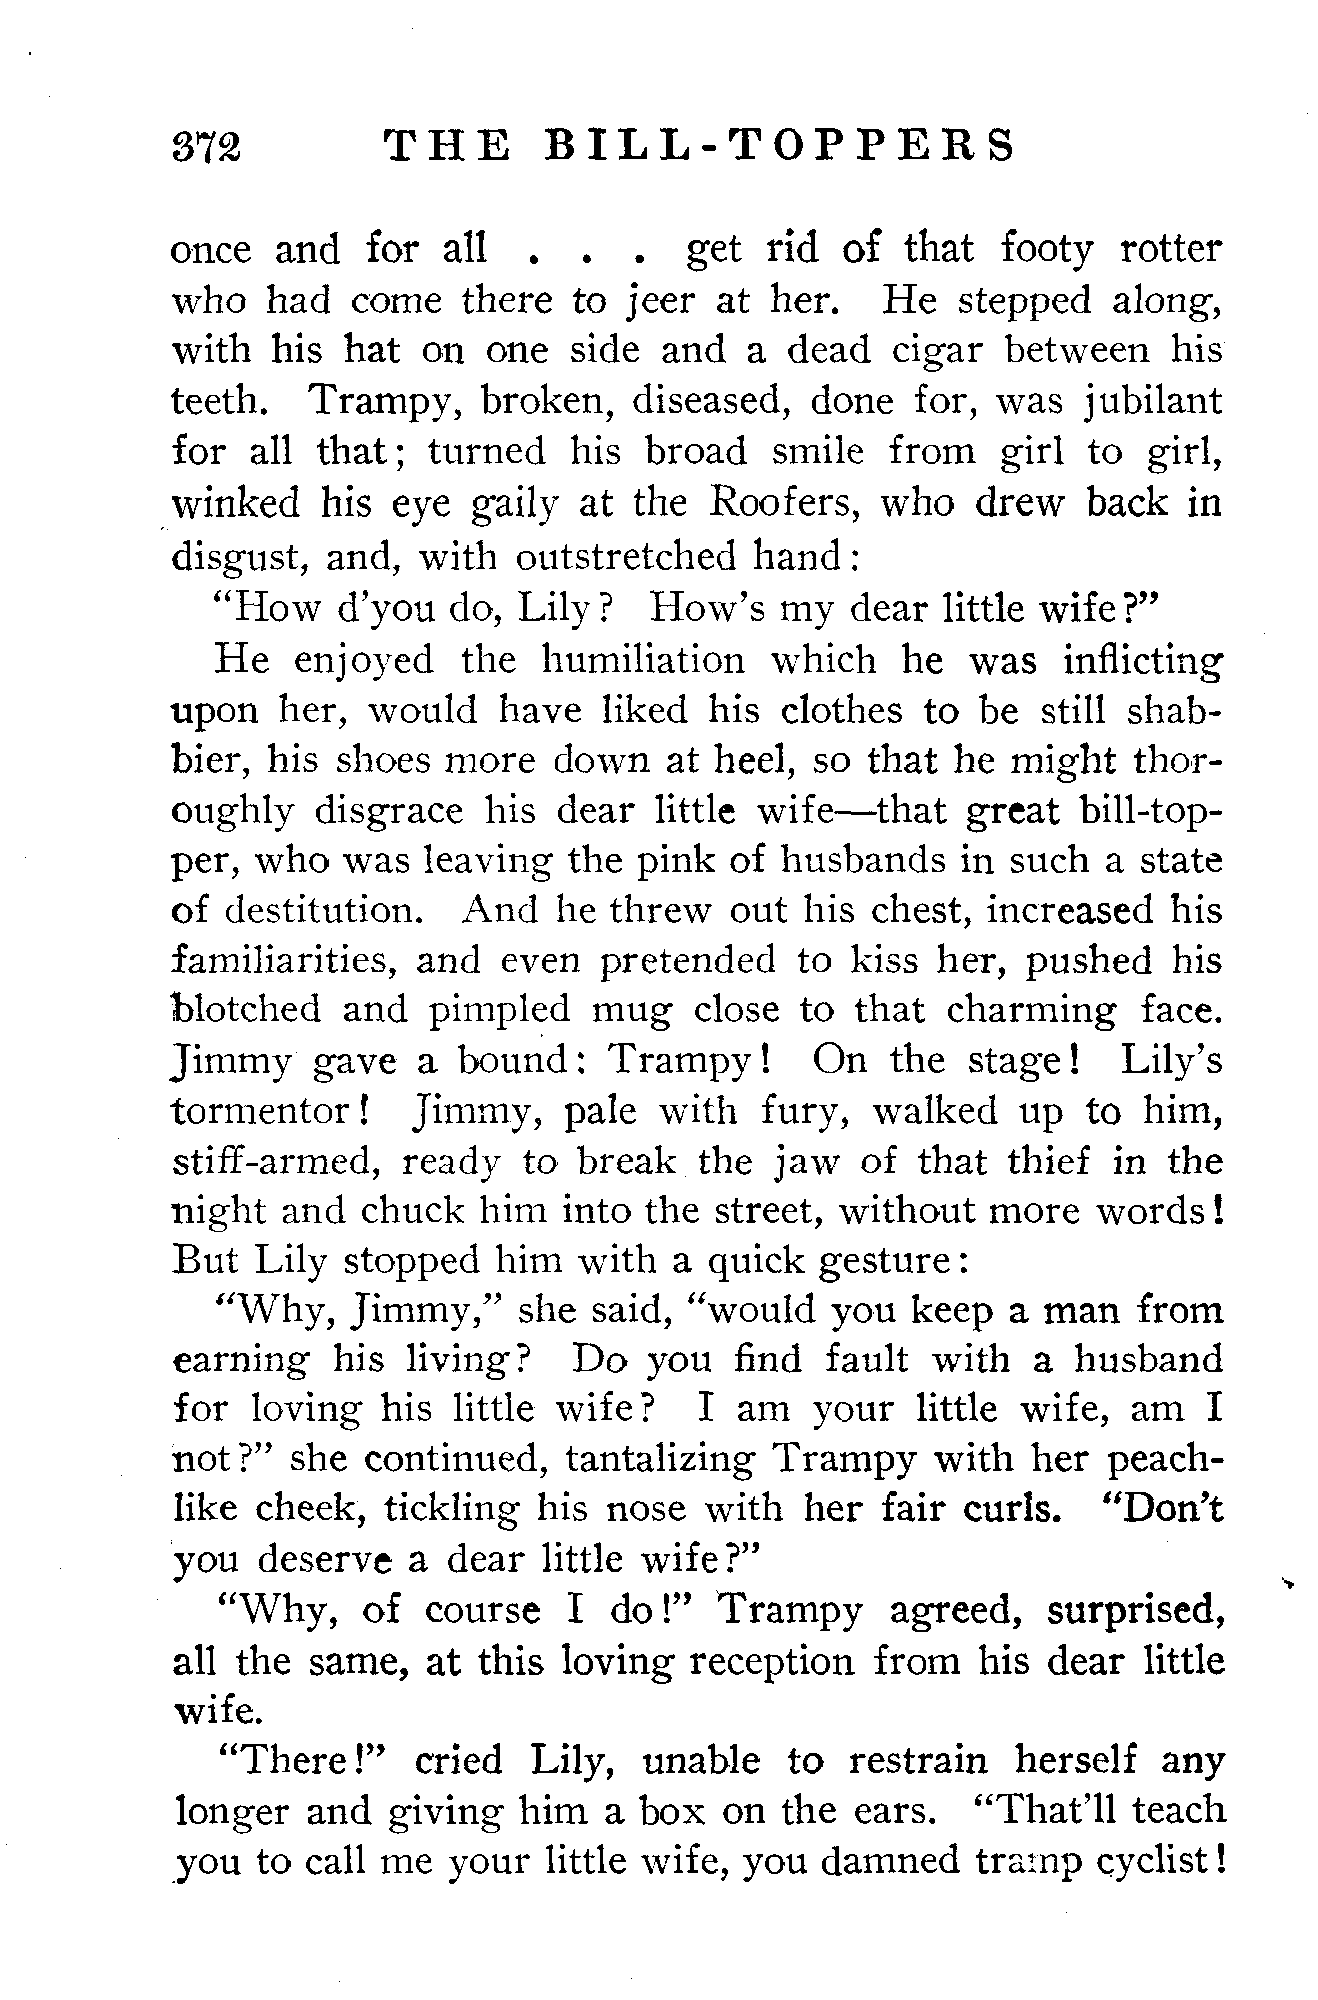 372 THE BILL-TOPPERS
once and for all . . . get rid of that footy rotter
who had come there to jeer at her. He stepped along,
with his hat on one side and a dead cigar between his
teeth. Trampy, broken, diseased, done for, was jubilant
for all that; turned his broad smile from girl to girl,
winked his eye gaily at the Roofers, who drew back in
disgust, and, with outstretched hand:
"How d'you do, Lily? How's my dear little wife?"
He enjoyed the humiliation which he was inflicting
upon her, would have liked his clothes to be still shab-
bier, his shoes more down at heel, so that he might thor-
oughly disgrace his dear little wife—that great bill-top-
per, who was leaving the pink of husbands in such a state
of destitution. And he threw out his chest, increased his
familiarities, and even pretended to kiss her, pushed his
blotched and pimpled mug close to that charming face.
Jimmy gave a bound: Trampy! On the stage! Lily's
tormentor! Jimmy, pale with fury, walked up to him,
stiff-armed, ready to break the jaw of that thief in the
night and chuck him into the street, without more words!
But Lily stopped him with a quick gesture:
"Why, Jimmy," she said, "would you keep a man from
earning his living? Do you find fault with a husband
for loving his little wife? I am your little wife, am I
not?" she continued, tantalizing Trampy with her peach-
like cheek, tickling his nose with her fair curls. "Don't
you deserve a dear little wife?"
"Why, of course I do!" Trampy agreed, surprised,
all the same, at this loving reception from his dear little
wife.
"There!" cried Lily, unable to restrain herself any
longer and giving him a box on the ears. "That'll teach
you to call me your little wife, you damned tramp cyclist!